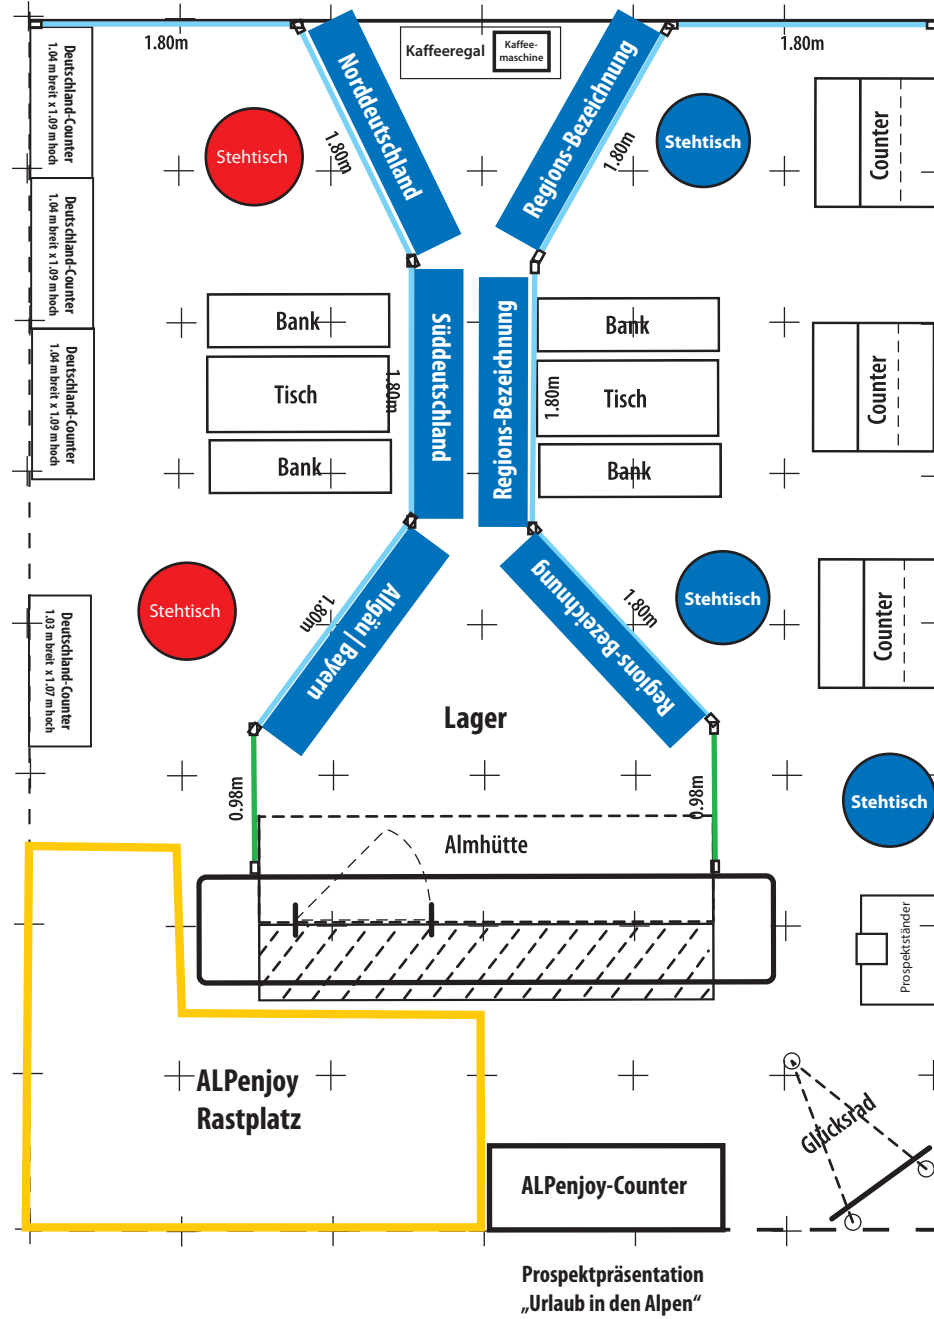 1.80m
1.80m
Kaffeeregal
Kaffee-
maschine
Deutschland-Counter
1.04 m breit x 1.09 m hoch
Norddeutschland
1.80m
Regions-Bezeichnung
1.80m
Stehtisch
Stehtisch
Counter
Deutschland-Counter
1.04 m breit x 1.09 m hoch
Bank
Süddeutschland
Regions-Bezeichnung
Bank
Deutschland-Counter
1.04 m breit x 1.09 m hoch
Tisch
1.80m
1.80m
Tisch
Counter
Bank
Bank
Stehtisch
1.80m
Allgäu | Bayern
Regions-Bezeichnung
1.80m
Stehtisch
Counter
Deutschland-Counter
1.03 m breit x 1.07 m hoch
Lager
0.98m
0.98m
Stehtisch
Almhütte
Prospektständer
ALPenjoy
Rastplatz
Glücksrad
ALPenjoy-Counter
Prospektpräsentation
„Urlaub in den Alpen“